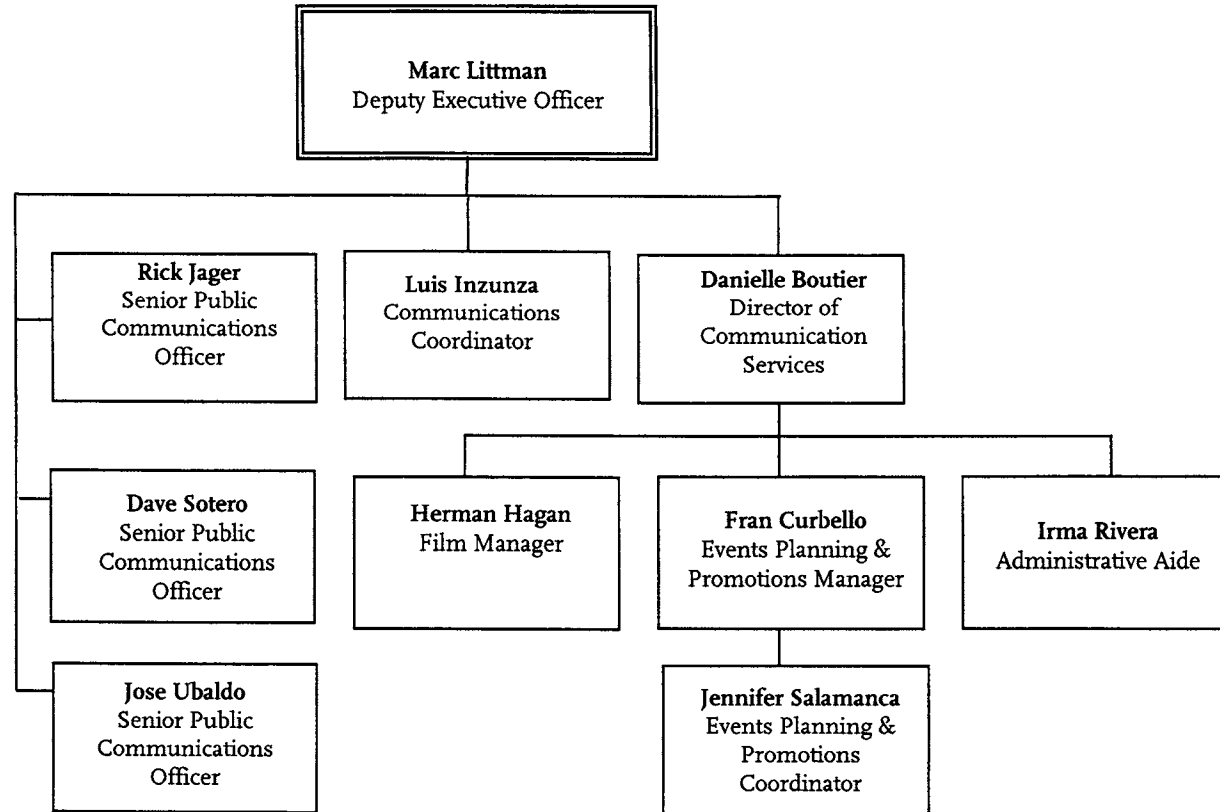 Marc Littman
Deputy Executive Officer
Rick Jager
Senior Public
Communications
Officer
Luis Inzunza
Communications
Coordinator
Danielle Boutier
Director of
Communication
Services
Dave Sotero
Senior Public
Communications
Officer
Herman Hagan
Film Manager
Fran Curbello
Events Planning &
Promotions Manager
Irma Rivera
Administrative Aide
Jose Ubaldo
Senior Public
Communications
Officer
Jennifer Salamanca
Events Planning &
Promotions
Coordinator